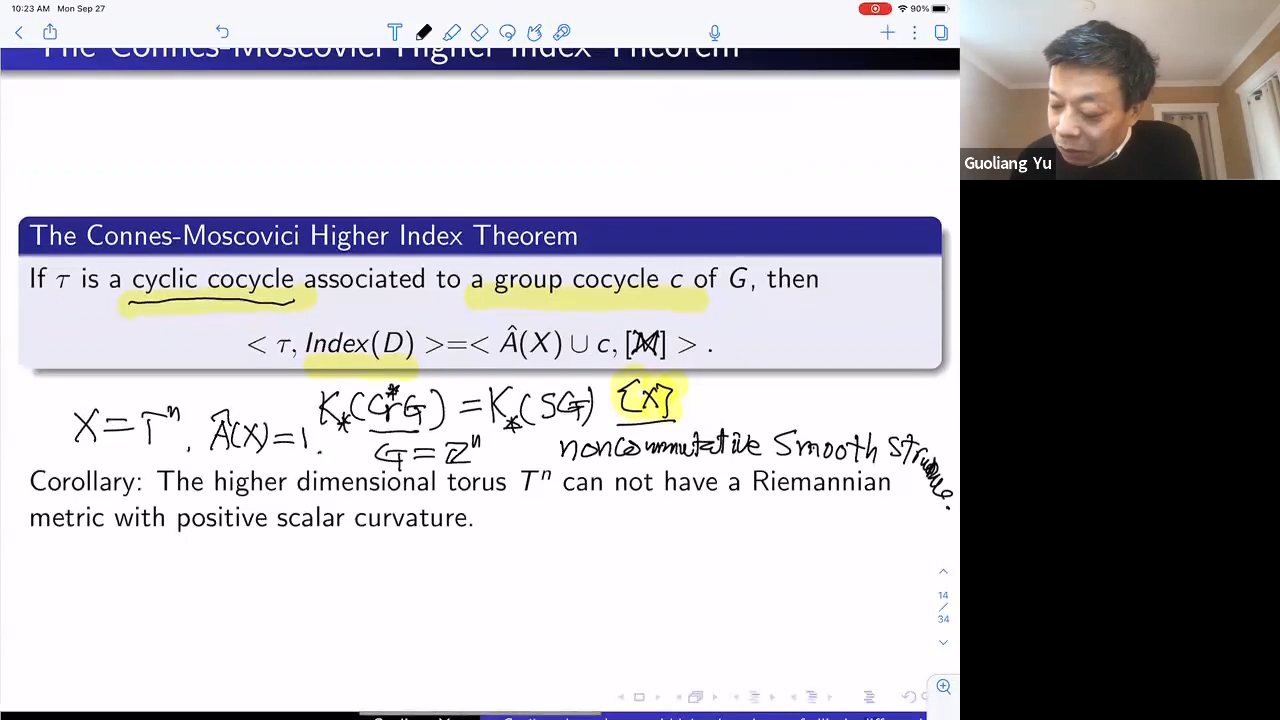 10:23 AM Mon Sep 27
90%
T
The Connes-Moscovici Higher Index Theorem
Guoliang Yu
The Connes-Moscovici Higher Index Theorem
If τ is a cyclic cocycle associated to a group cocycle c of G, then
< τ, Index(D) >=< Â(X) ∪ c, [M] > .
K_*(C_r^*G) = K_*(SG) [X]
X = T^n, Â(X) = 1.
G = Z^n
noncommutative smooth structure.
Corollary: The higher dimensional torus T^n can not have a Riemannian
metric with positive scalar curvature.
14
/
34